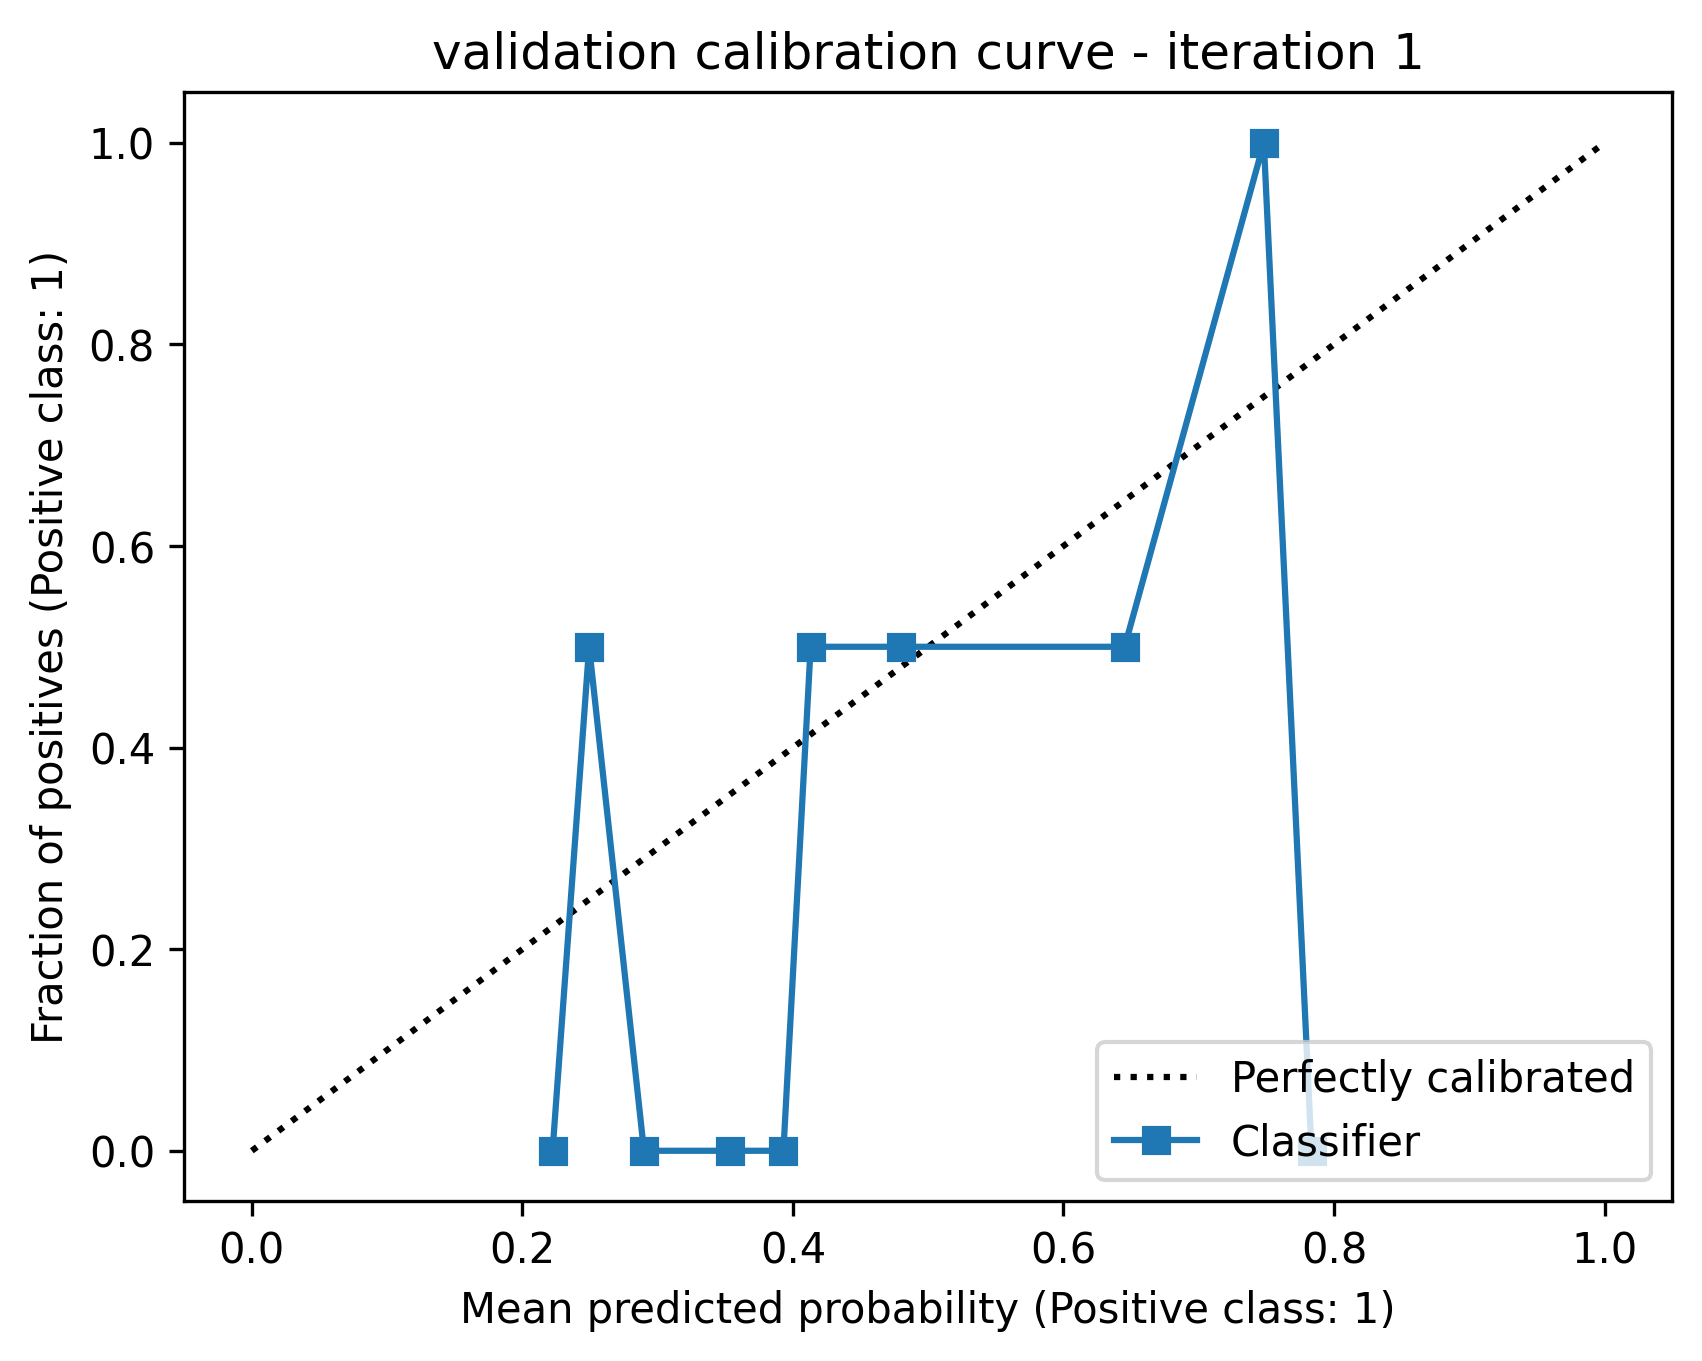 validation calibration curve - iteration 1
Fraction of positives (Positive class: 1)
1.0
0.8
0.6
0.4
0.2
0.0
Perfectly calibrated
Classifier
0.0 0.2 0.4 0.6 0.8 1.0
Mean predicted probability (Positive class: 1)